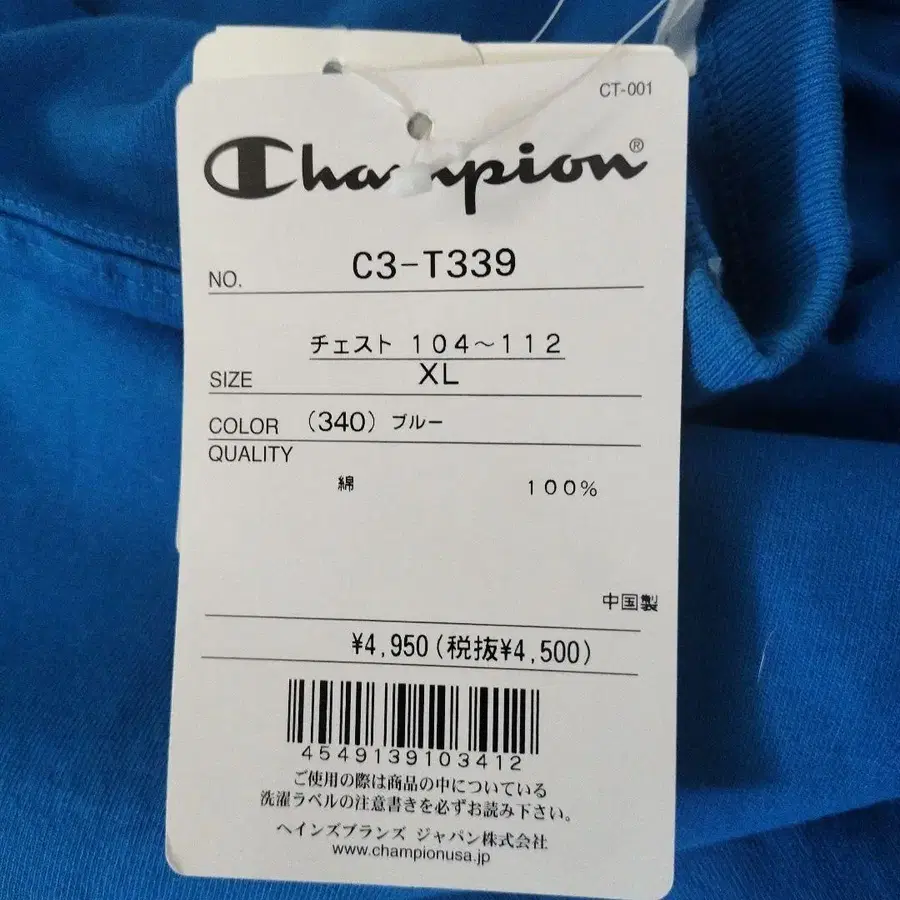 CT-001
Champion®
NO. C3-T339
チェスト 104～112
SIZE XL
COLOR (340) ブルー
QUALITY
綿 100%
中国製
¥4,950(税抜¥4,500)
4549139103412
ご使用の際は商品の中についている
洗濯ラベルの注意書きを必ずお読み下さい。
ヘインズブランズ ジャパン株式会社
www.championusa.jp